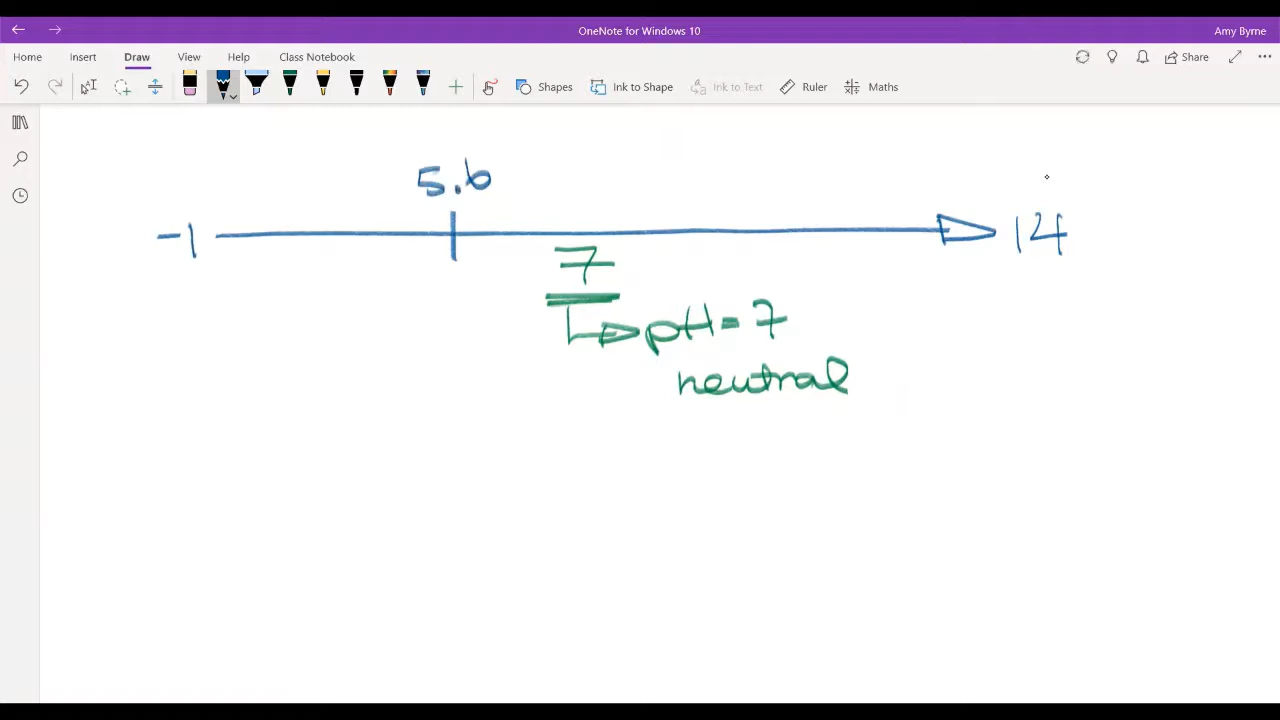 OneNote for Windows 10
Amy Byrne
Home Insert Draw View Help Class Notebook
Share
Shapes Ink to Shape Ink to Text Ruler Maths
5.6
-1
14
7
pH = 7
neutral